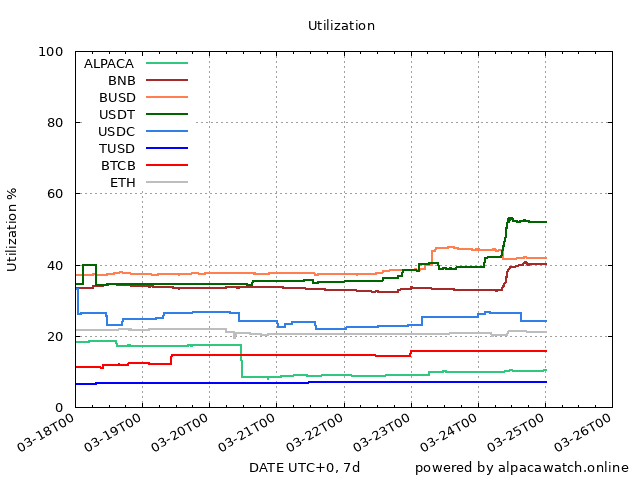 Utilization
100
80
60
40
20
0
Utilization %
ALPACA
BNB
BUSD
USDT
USDC
TUSD
BTCB
ETH
03-18T00
03-19T00
03-20T00
03-21T00
03-22T00
03-23T00
03-24T00
03-25T00
03-26T00
DATE UTC+0, 7d
powered by alpacawatch.online